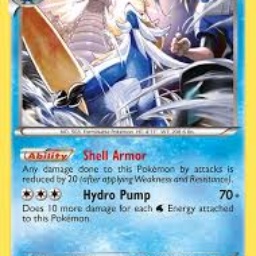 Ability Shell Armor
Any damage done to this Pokémon by attacks
is reduced by 20 (after applying Weakness and Resistance).
Hydro Pump 70+
Does 10 more damage for each Energy attached
to this Pokémon.